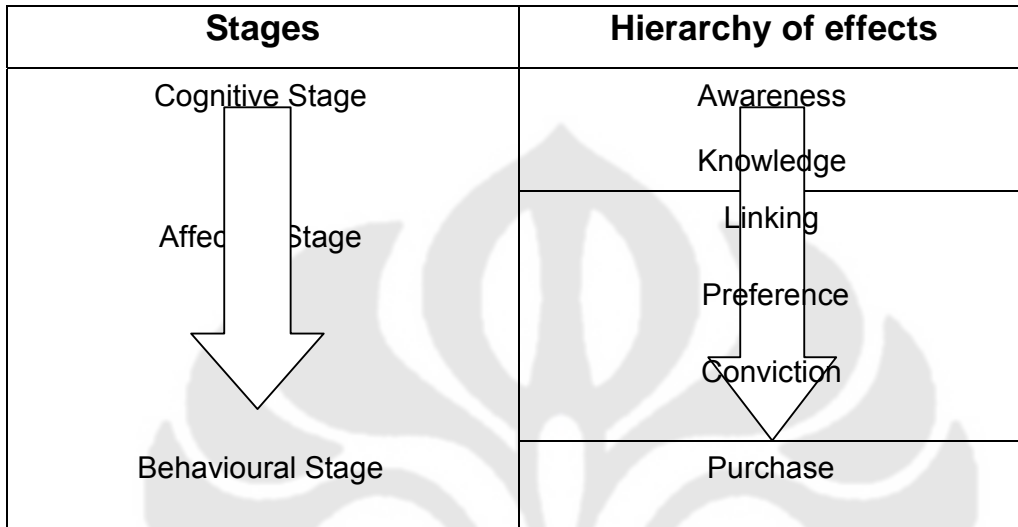 Stages
Hierarchy of effects
Cognitive Stage
Awareness
Knowledge
Linking
Affec Stage
Preference
Conviction
Behavioural Stage
Purchase